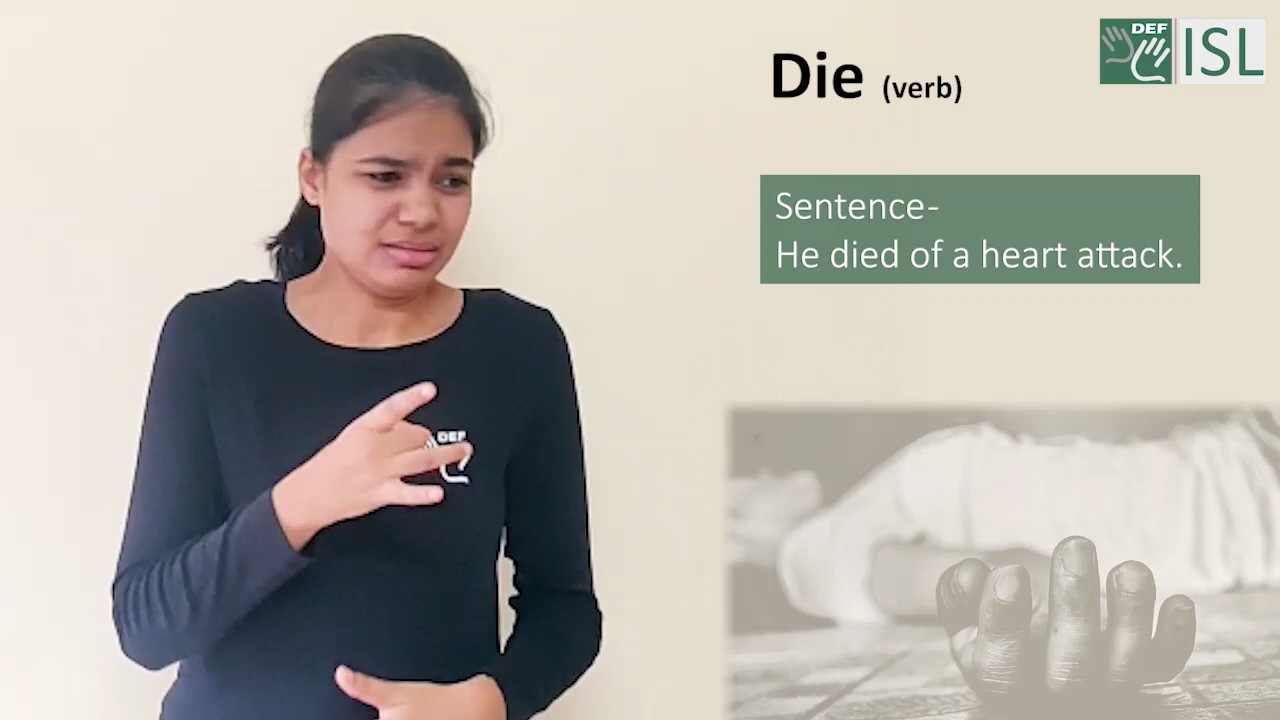 Die (verb)
DEF
ISL
Sentence-
He died of a heart attack.
DEF